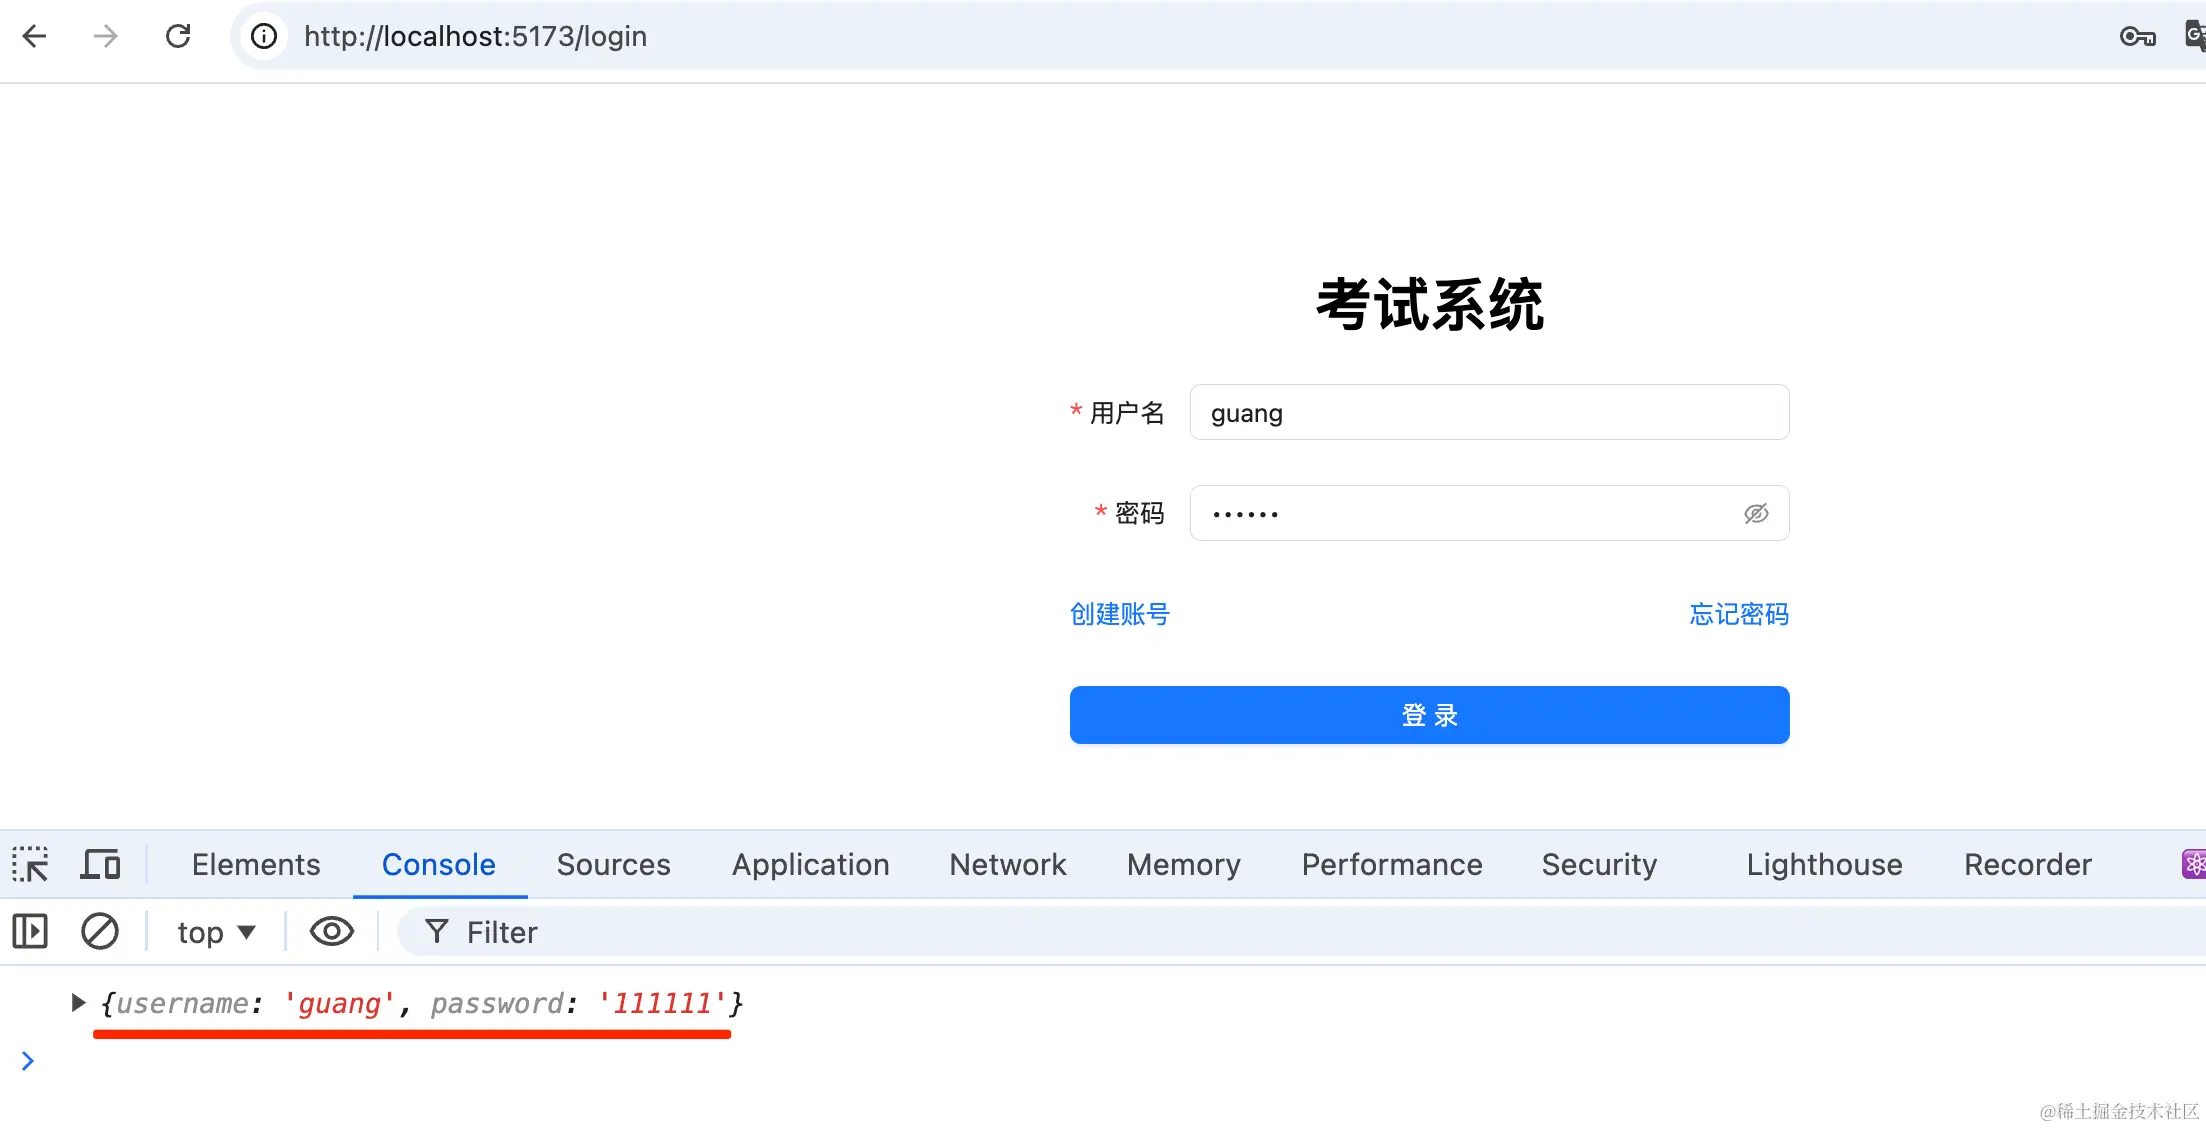 http://localhost:5173/login
考试系统
* 用户名 guang
* 密码 ••••••
创建账号 忘记密码
登 录
Elements Console Sources Application Network Memory Performance Security Lighthouse Recorder
top Filter
{username: 'guang', password: '111111'}
@稀土掘金技术社区